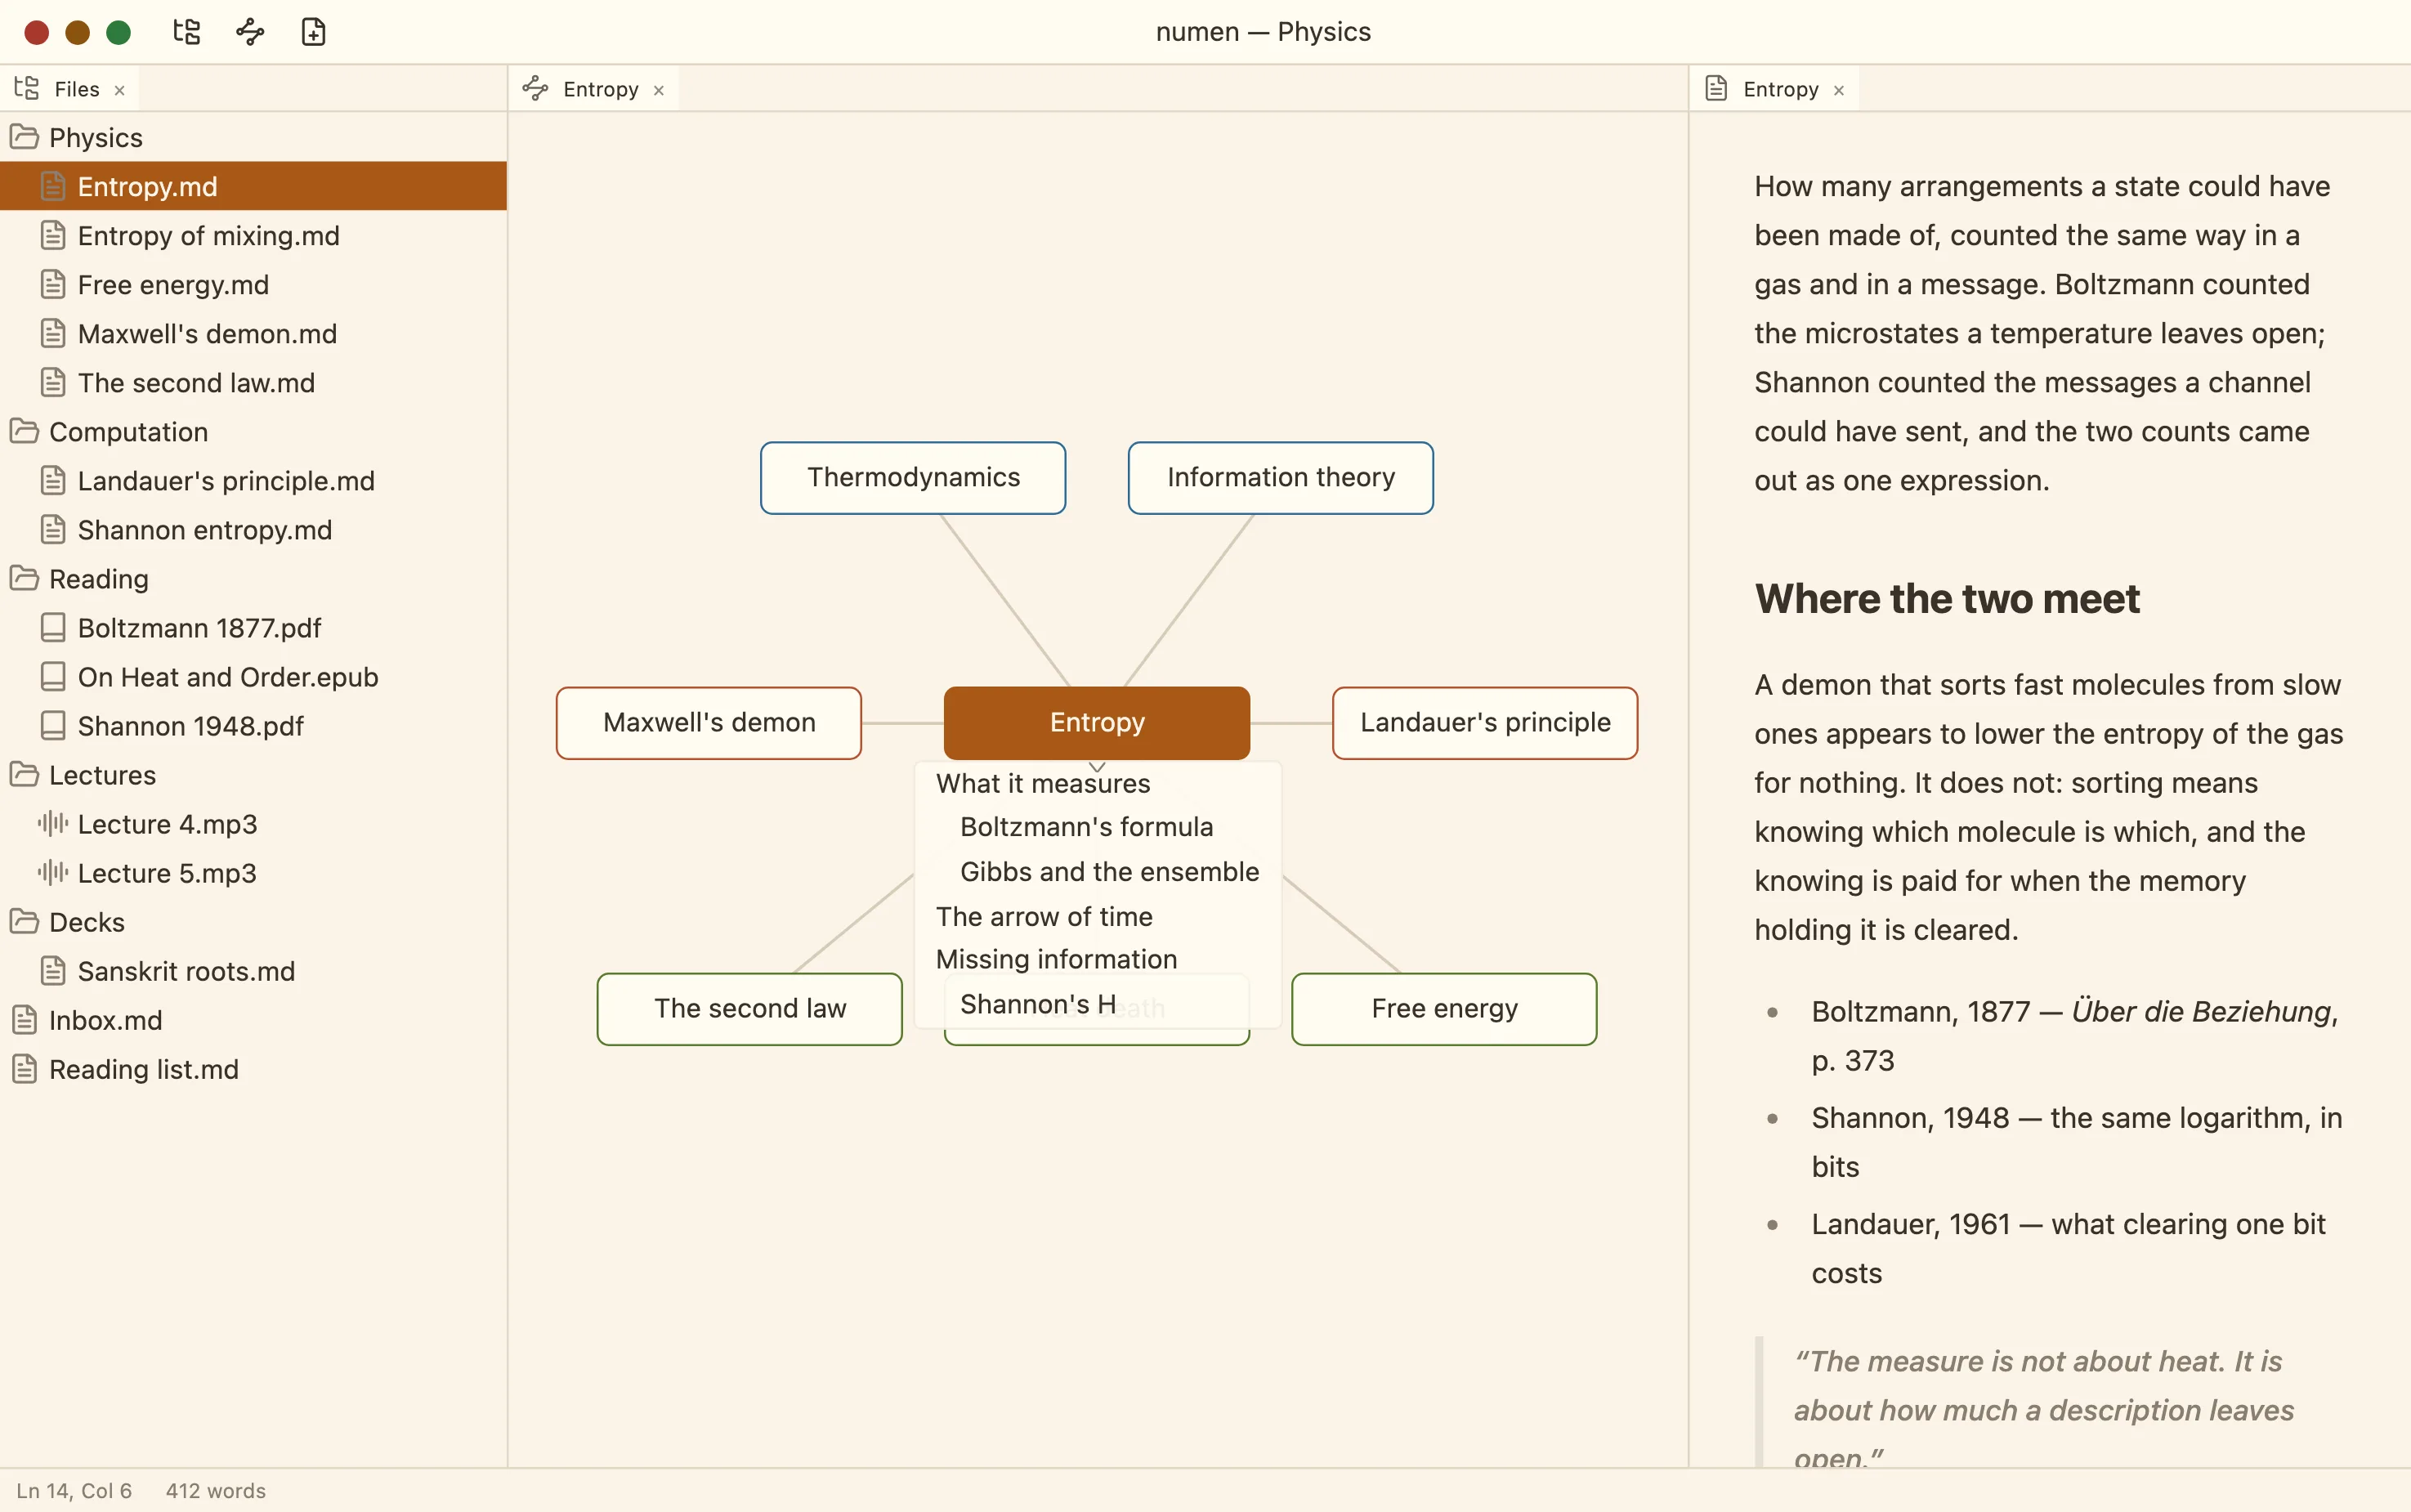 numen — Physics
Files ×
Entropy ×
Entropy ×
Physics
Entropy.md
Entropy of mixing.md
Free energy.md
Maxwell's demon.md
The second law.md
Computation
Landauer's principle.md
Shannon entropy.md
Reading
Boltzmann 1877.pdf
On Heat and Order.epub
Shannon 1948.pdf
Lectures
Lecture 4.mp3
Lecture 5.mp3
Decks
Sanskrit roots.md
Inbox.md
Reading list.md
Thermodynamics
Information theory
Maxwell's demon
Entropy
Landauer's principle
What it measures
Boltzmann's formula
Gibbs and the ensemble
The arrow of time
Missing information
Shannon's H
The second law
death
Free energy
How many arrangements a state could have
been made of, counted the same way in a
gas and in a message. Boltzmann counted
the microstates a temperature leaves open;
Shannon counted the messages a channel
could have sent, and the two counts came
out as one expression.
Where the two meet
A demon that sorts fast molecules from slow
ones appears to lower the entropy of the gas
for nothing. It does not: sorting means
knowing which molecule is which, and the
knowing is paid for when the memory
holding it is cleared.
• Boltzmann, 1877 — Über die Beziehung,
p. 373
• Shannon, 1948 — the same logarithm, in
bits
• Landauer, 1961 — what clearing one bit
costs
“The measure is not about heat. It is
about how much a description leaves
open.”
Ln 14, Col 6
412 words